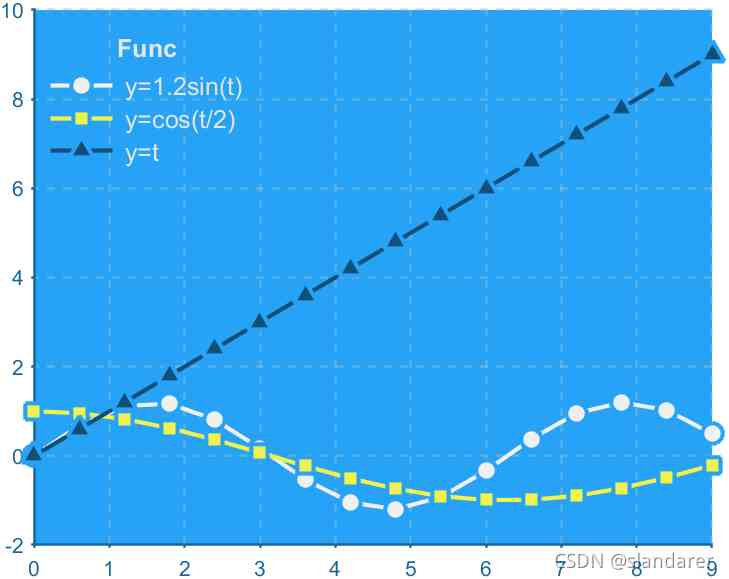 10
8
6
4
2
0
-2
Func
y=1.2sin(t)
y=cos(t/2)
y=t
0 1 2 3 4 5 6 7 8 9
CSDN @slandarer